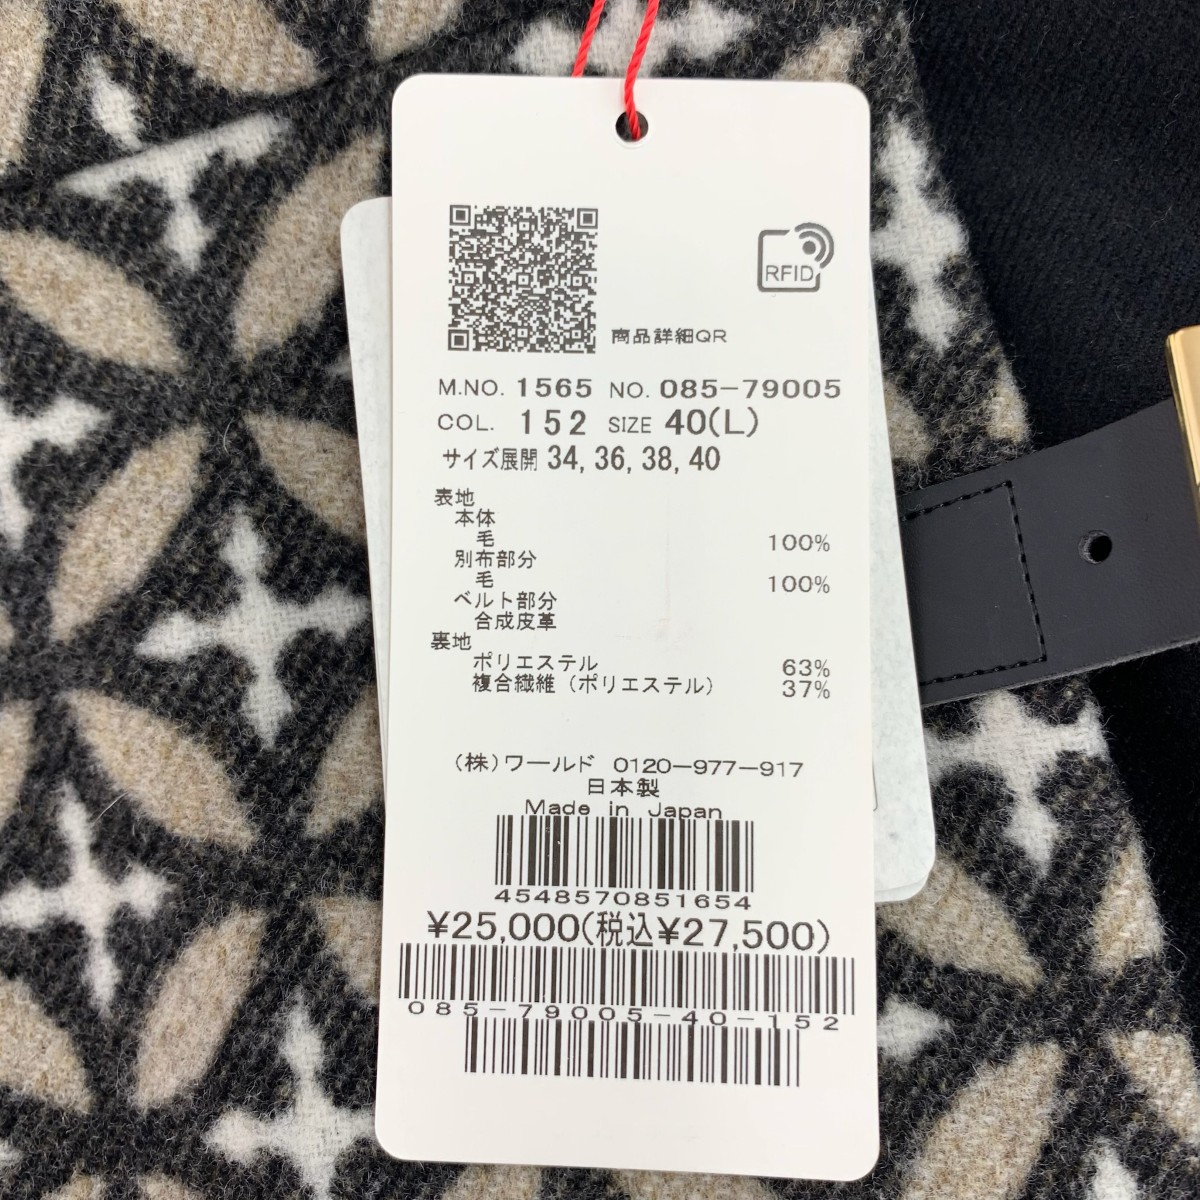 RFID
商品詳細QR
M.NO. 1565 NO. 085-79005
COL. 152 SIZE 40(L)
サイズ展開 34, 36, 38, 40
表地
本体
毛 100%
別布部分
毛 100%
ベルト部分
合成皮革
裏地
ポリエステル 63%
複合繊維（ポリエステル） 37%
（株）ワールド 0120-977-917
日本製
Made in Japan
4548570851654
¥25,000(税込¥27,500)
085-79005-40-152